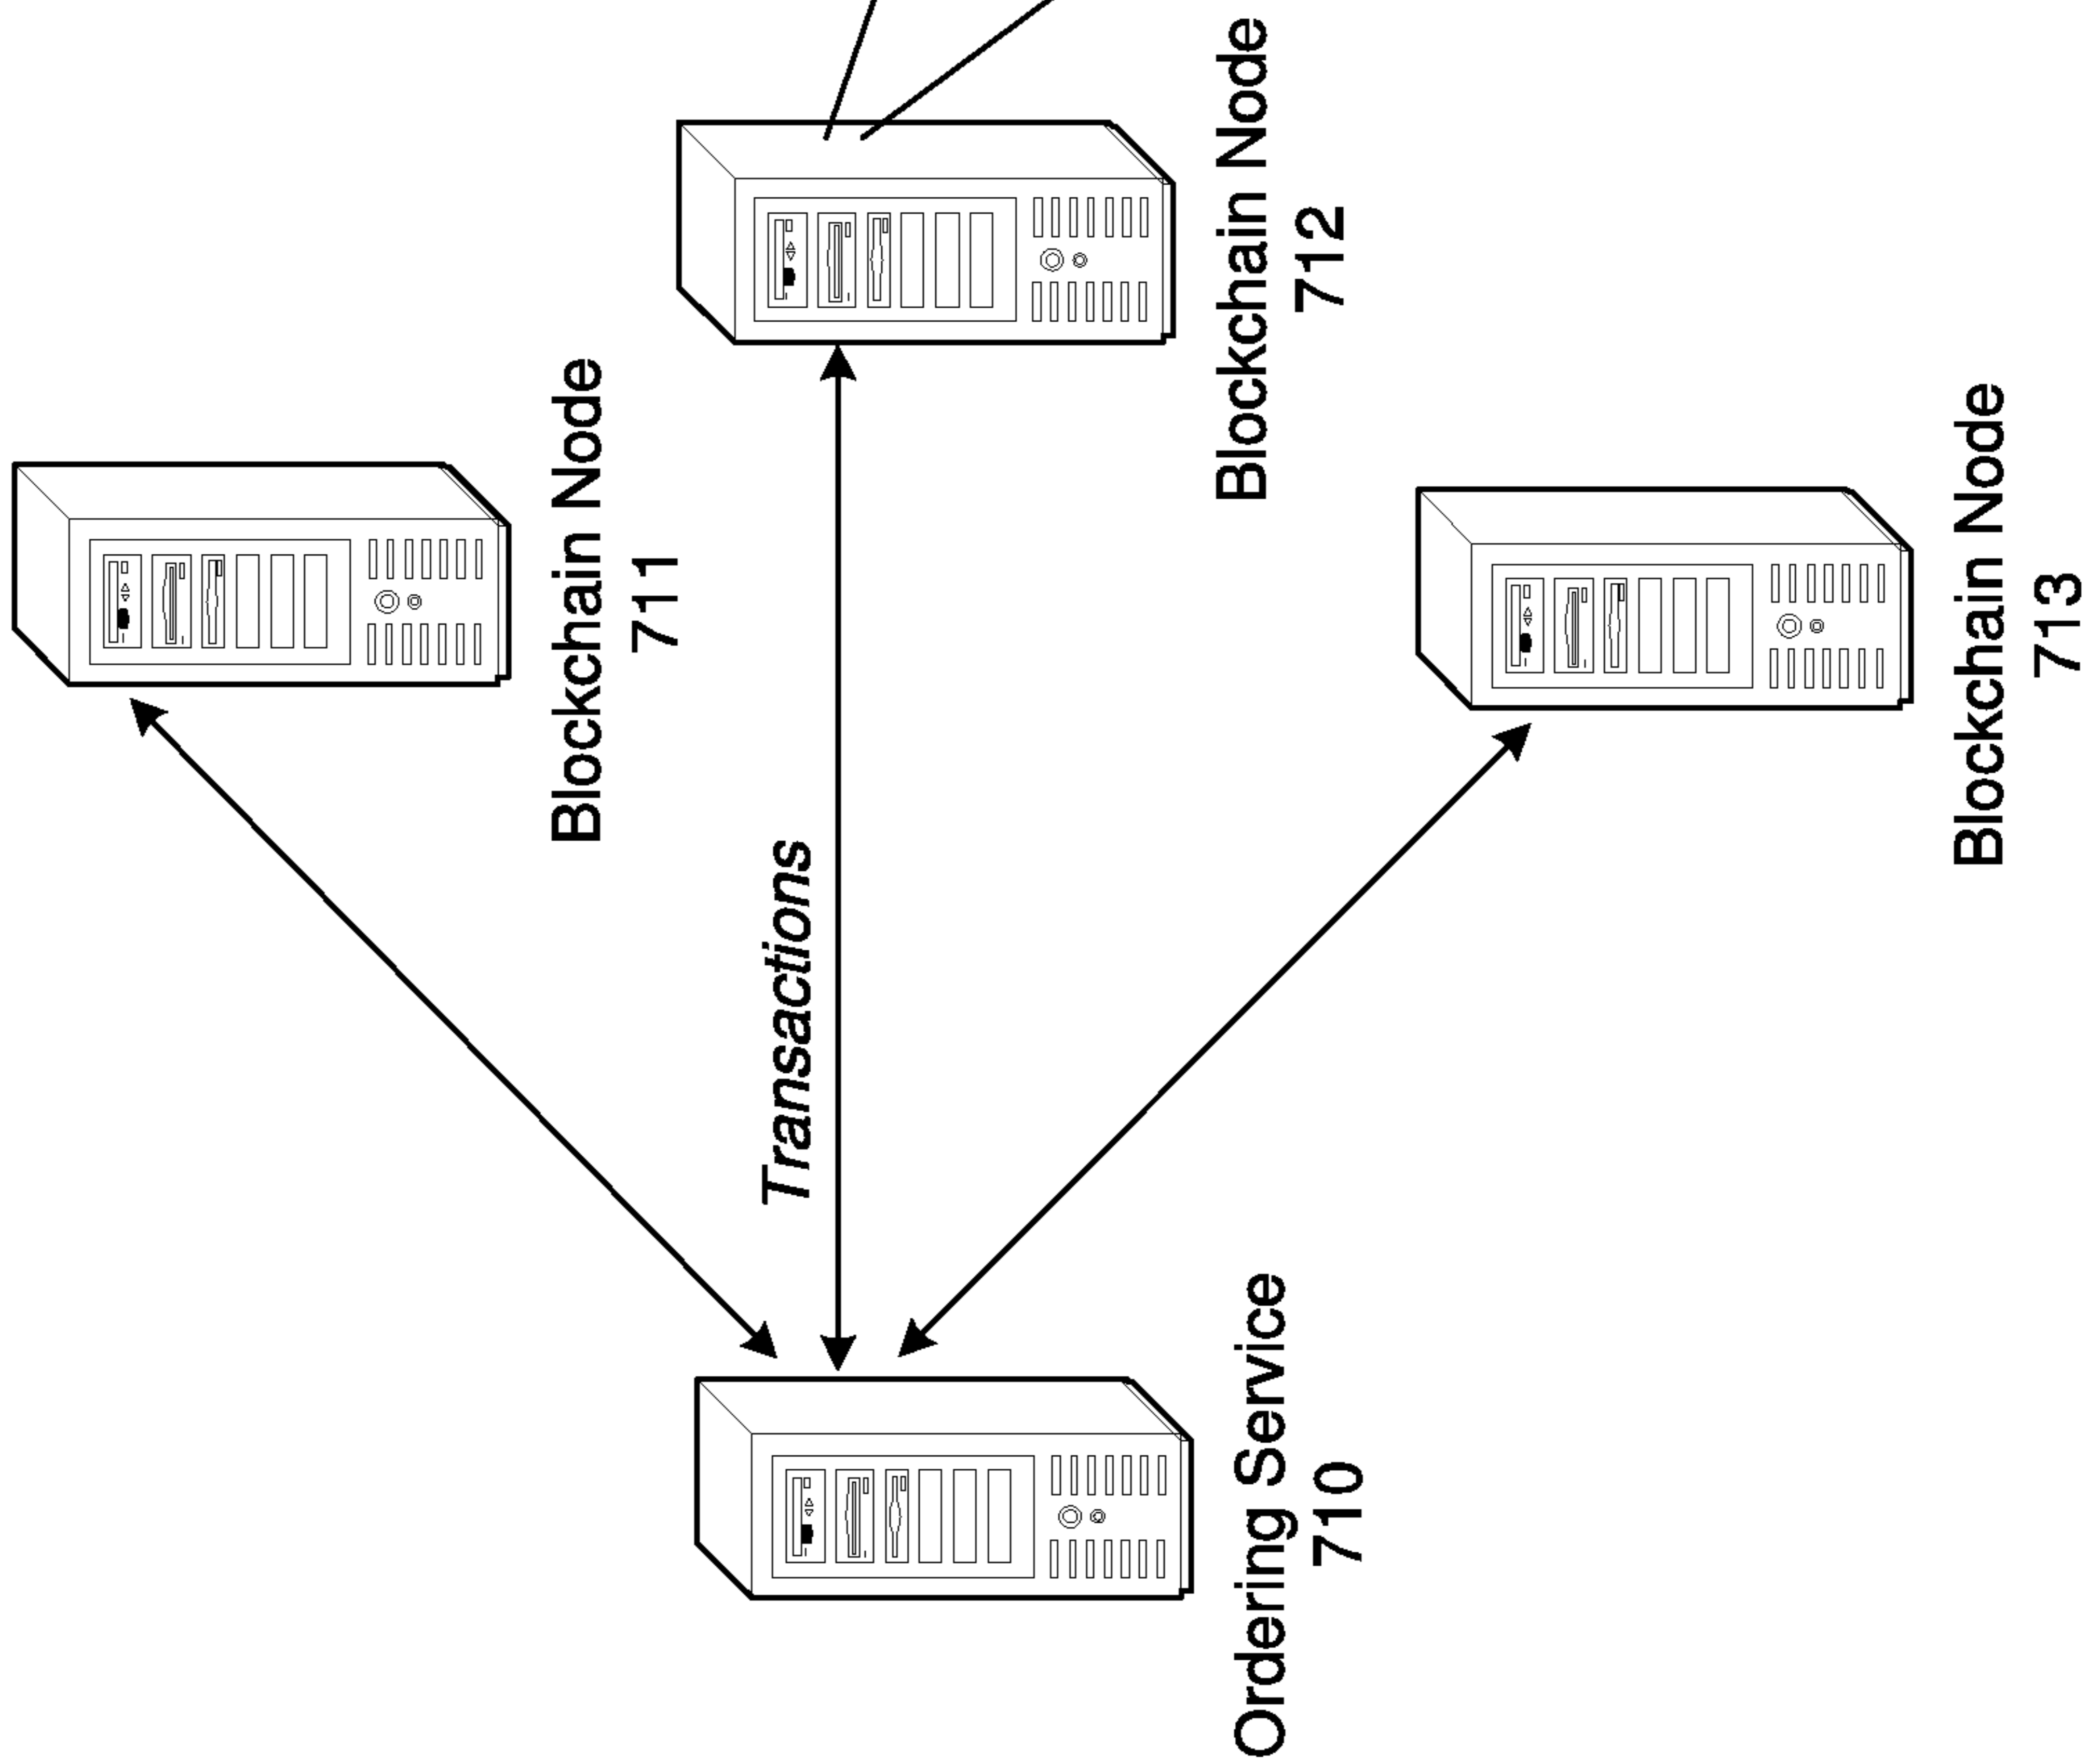 Blockchain Node
711
Transactions
Ordering Service
710
Blockchain Node
712
Blockchain Node
713